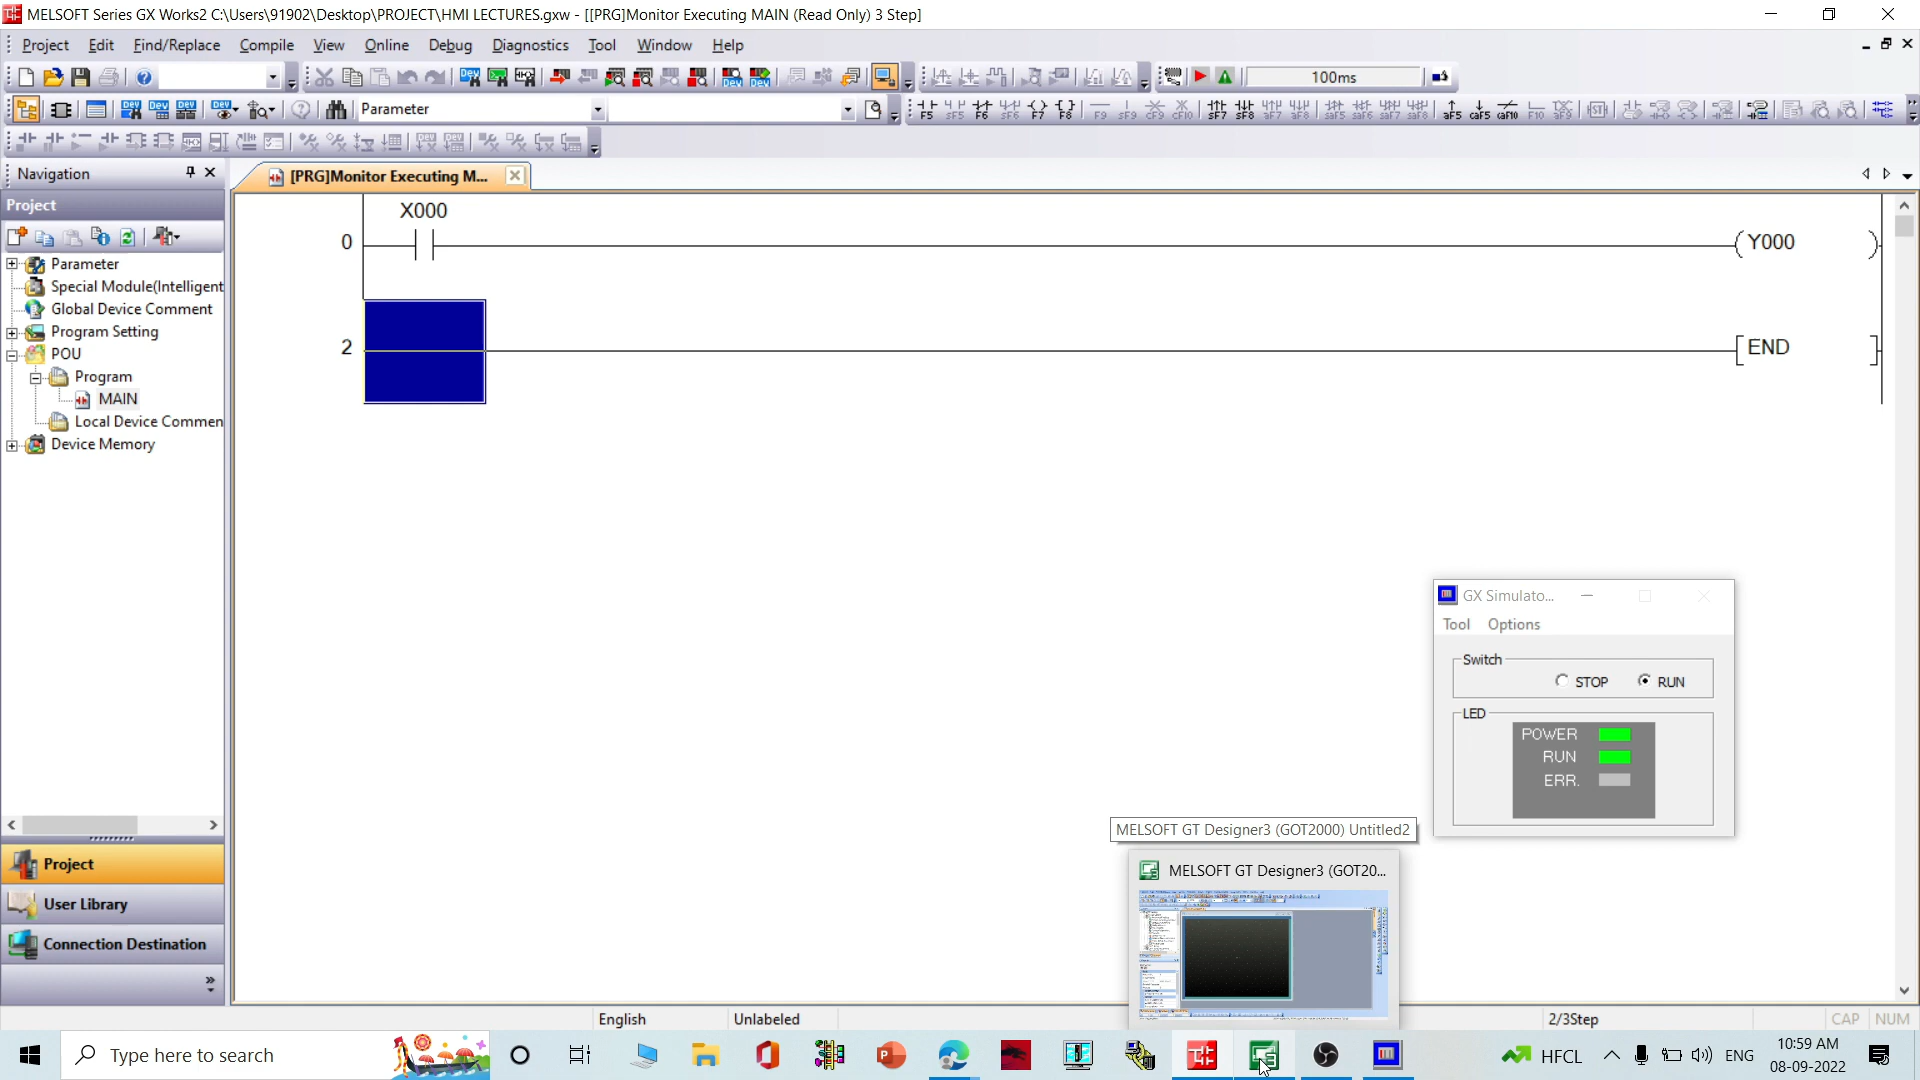 MELSOFT Series GX Works2 C:\Users\91902\Desktop\PROJECT\HMI LECTURES.gxw - [[PRG]Monitor Executing MAIN (Read Only) 3 Step]
Project Edit Find/Replace Compile View Online Debug Diagnostics Tool Window Help
100ms
Parameter
Navigation
[PRG]Monitor Executing M...
Project
Parameter
Special Module(Intelligent
Global Device Comment
Program Setting
POU
Program
MAIN
Local Device Commen
Device Memory
X000
0
Y000
2
END
GX Simulato...
Tool Options
Switch
STOP RUN
LED
POWER
RUN
ERR.
MELSOFT GT Designer3 (GOT2000) Untitled2
MELSOFT GT Designer3 (GOT20...
Project
User Library
Connection Destination
English Unlabeled 2/3Step CAP NUM
Type here to search
HFCL ENG
10:59 AM
08-09-2022